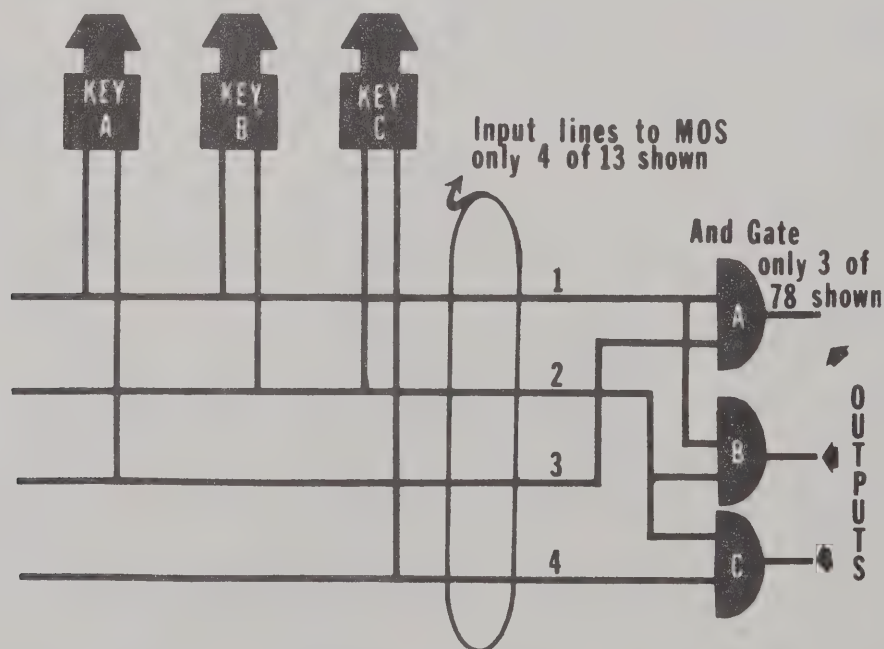 KEY
A
KEY
B
KEY
C
Input lines to MOS
only 4 of 13 shown
And Gate
only 3 of
78 shown
1
2
3
4
A
B
C
OUTPUTS